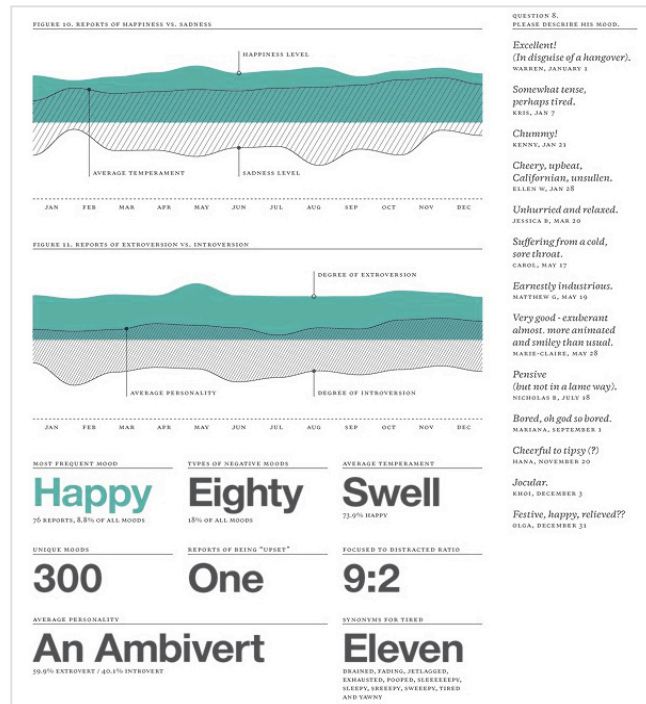 FIGURE 10. REPORTS OF HAPPINESS VS. SADNESS
HAPPINESS LEVEL
AVERAGE TEMPERAMENT
SADNESS LEVEL
JAN FEB MAR APR MAY JUN JUL AUG SEP OCT NOV DEC
FIGURE 11. REPORTS OF EXTROVERSION VS. INTROVERSION
DEGREE OF EXTROVERSION
AVERAGE PERSONALITY
DEGREE OF INTROVERSION
JAN FEB MAR APR MAY JUN JUL AUG SEP OCT NOV DEC
MOST FREQUENT MOOD
Happy
76 REPORTS, 8.8% OF ALL MOODS
TYPES OF NEGATIVE MOODS
Eighty
18% OF ALL MOODS
AVERAGE TEMPERAMENT
Swell
73.9% HAPPY
UNIQUE MOODS
300
REPORTS OF BEING "UPSET"
One
FOCUSED TO DISTRACTED RATIO
9:2
AVERAGE PERSONALITY
An Ambivert
59.9% EXTROVERT / 40.1% INTROVERT
SYNONYMS FOR TIRED
Eleven
DRAINED, FADING, JETLAGGED,
EXHAUSTED, POOPED, SLEEEEEEPY,
SLEEPY, SREEEPY, SWEEEPY, TIRED
AND YAWNY
QUESTION 8.
PLEASE DESCRIBE HIS MOOD.
Excellent!
(In disguise of a hangover).
WARREN, JANUARY 1
Somewhat tense,
perhaps tired.
KRIS, JAN 7
Chummy!
KENNY, JAN 21
Cheery, upbeat,
Californian, unsullen.
ELLEN W, JAN 28
Unhurried and relaxed.
JESSICA B, MAR 20
Suffering from a cold,
sore throat.
CAROL, MAY 17
Earnestly industrious.
MATTHEW G, MAY 19
Very good - exuberant
almost. more animated
and smiley than usual.
MARIE-CLAIRE, MAY 28
Pensive
(but not in a lame way).
NICHOLAS B, JULY 18
Bored, oh god so bored.
MARIANA, SEPTEMBER 1
Cheerful to tipsy (?)
HANA, NOVEMBER 20
Jocular.
KHOI, DECEMBER 3
Festive, happy, relieved??
OLGA, DECEMBER 31